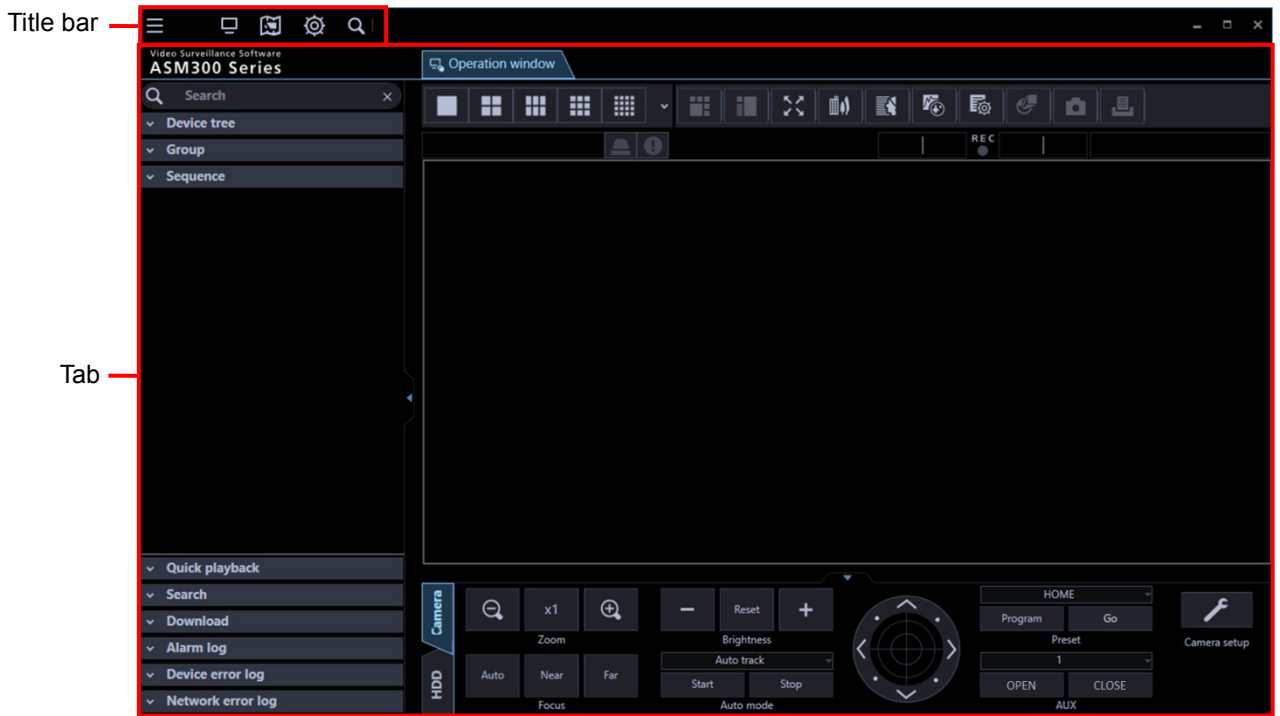 Title bar
Video Surveillance Software
ASM300 Series
Operation window
Search
Device tree
Group
Sequence
REC
Tab
Quick playback
Search
Download
Alarm log
Device error log
Network error log
Camera
HDD
x1
Zoom
Auto
Near
Far
Focus
Reset
Brightness
Auto track
Start
Stop
Auto mode
HOME
Program
Go
Preset
1
OPEN
CLOSE
AUX
Camera setup